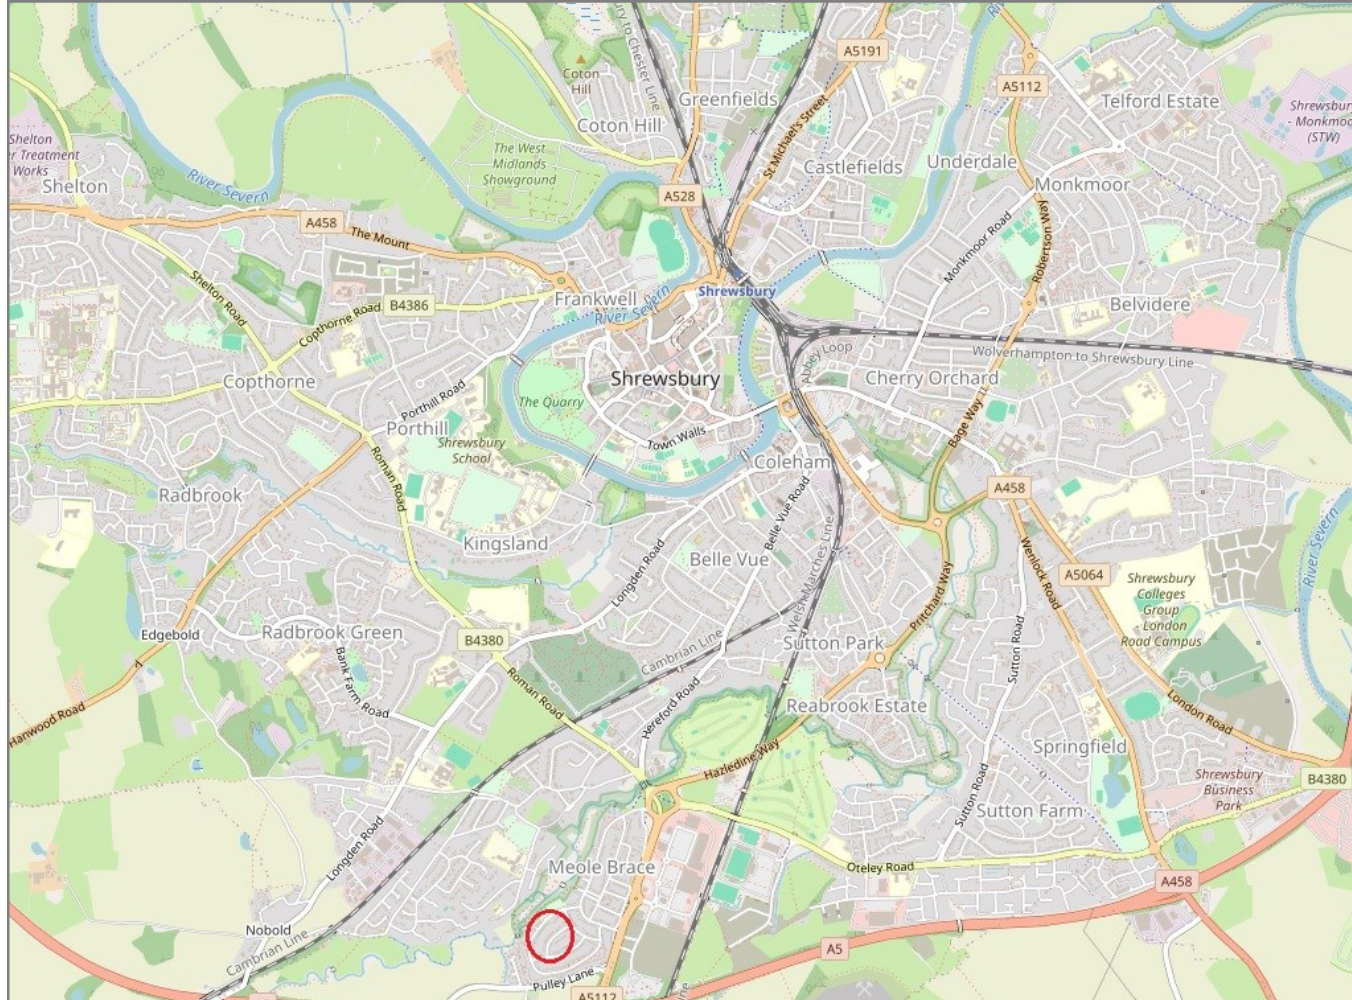 ry to Chester Line
Riv
A5191
Coton
Hill
A5112
Greenfields
Telford Estate
Coton Hill
St Michael's Street
Shrewsbury
- Monkmoor
(STW)
Shelton
r Treatment
Works
The West
Midlands
Showground
Castlefields
Underdale
River Severn
Shelton
A528
Monkmoor
A458
The Mount
Monkmoor Road
Robertson Way
Shelton Road
Frankwell
Shrewsbury
Copthorne Road
B4386
River Severn
Belvidere
Abbey Loop
Wolverhampton to Shrewsbury Line
Copthorne
Shrewsbury
Cherry Orchard
Porthill Road
The Quarry
Porthill
Shrewsbury
School
Town Walls
Bage Way
Roman Road
Coleham
Radbrook
A458
Belle Vue Road
River Severn
Kingsland
Longden Road
Belle Vue
Welsh Marches Line
Wenlock Road
A5064
Shrewsbury
Colleges
Group
London
Road Campus
Pritchard Way
Edgebold
Radbrook Green
B4380
Cambrian Line
Sutton Park
Sutton Road
Bank Farm Road
Roman Road
Hereford Road
Reabrook Estate
London Road
Hanwood Road
Hazledine Way
Springfield
Shrewsbury
Business
Park
B4380
Sutton Road
Sutton Farm
Longden Road
Meole Brace
Oteley Road
A458
Nobold
Cambrian Line
A5
Pulley Lane
A5112
ne